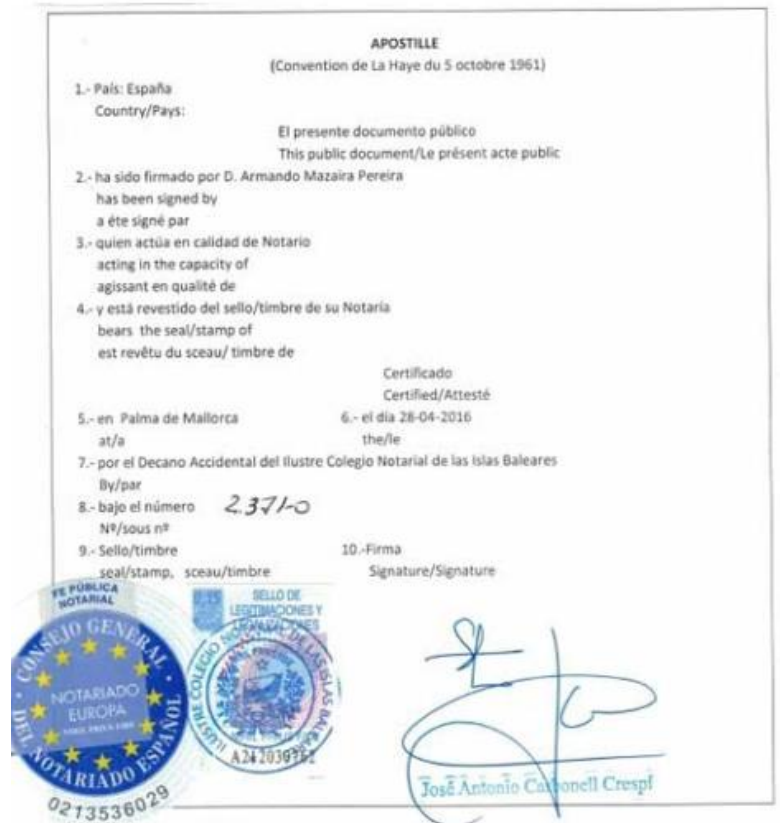 APOSTILLE
(Convention de La Haye du 5 octobre 1961)
1.- País: España
Country/Pays:
El presente documento público
This public document/Le présent acte public
2.- ha sido firmado por D. Armando Mazaira Pereira
has been signed by
a éte signé par
3.- quien actúa en calidad de Notario
acting in the capacity of
agissant en qualité de
4.- y está revestido del sello/timbre de su Notaría
bears the seal/stamp of
est revêtu du sceau/ timbre de
Certificado
Certified/Attesté
5.- en Palma de Mallorca 6.- el día 28-04-2016
at/a the/le
7.- por el Decano Accidental del Ilustre Colegio Notarial de las Islas Baleares
By/par
8.- bajo el número 2.371-0
Nº/sous nº
9.- Sello/timbre 10.-Firma
seal/stamp, sceau/timbre Signature/Signature
FE PÚBLICA
NOTARIAL
CONSEJO GENERAL
DEL NOTARIADO ESPAÑOL
NOTARIADO
EUROPA
0213536029
0,15
SELLO DE
LEGITIMACIONES Y
LEGALIZACIONES
ILUSTRE COLEGIO DE LAS ISLAS
José Antonio Carbonell Crespí